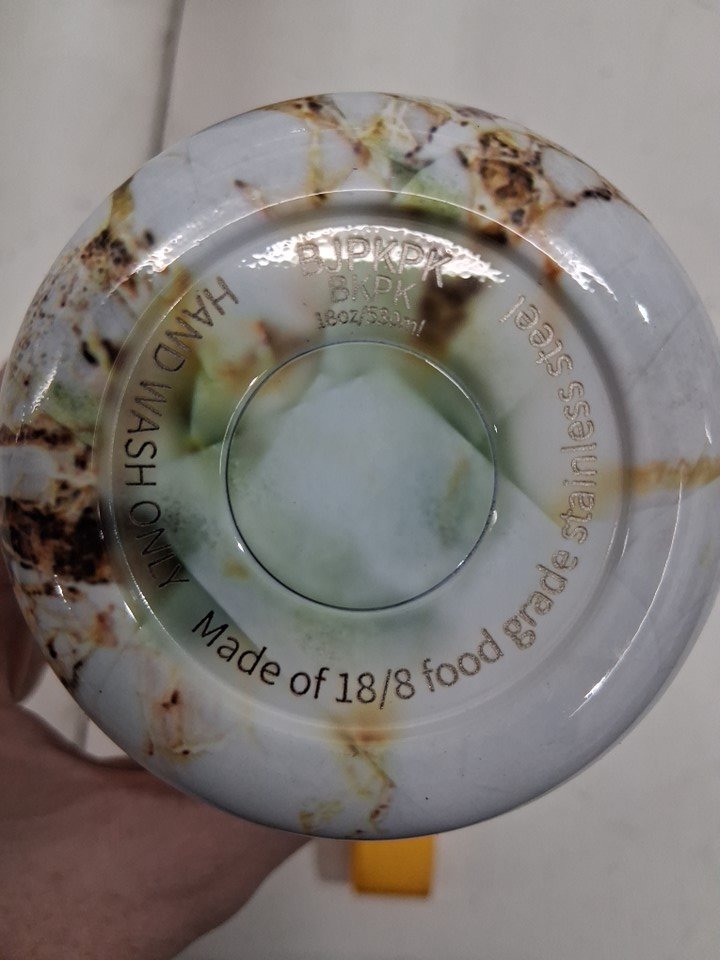 BJPKPK
BKPK
18oz/530ml
HAND WASH ONLY
Made of 18/8 food grade stainless steel